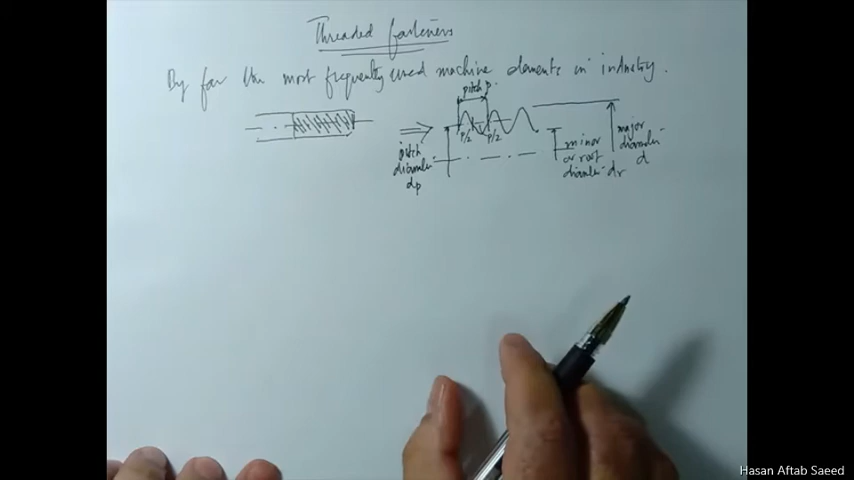 Threaded fasteners
By far the most frequently used machine elements in industry.
pitch p.
P/2 P/2
pitch diameter dp
minor or root diameter dr
major diameter d
Hasan Aftab Saeed